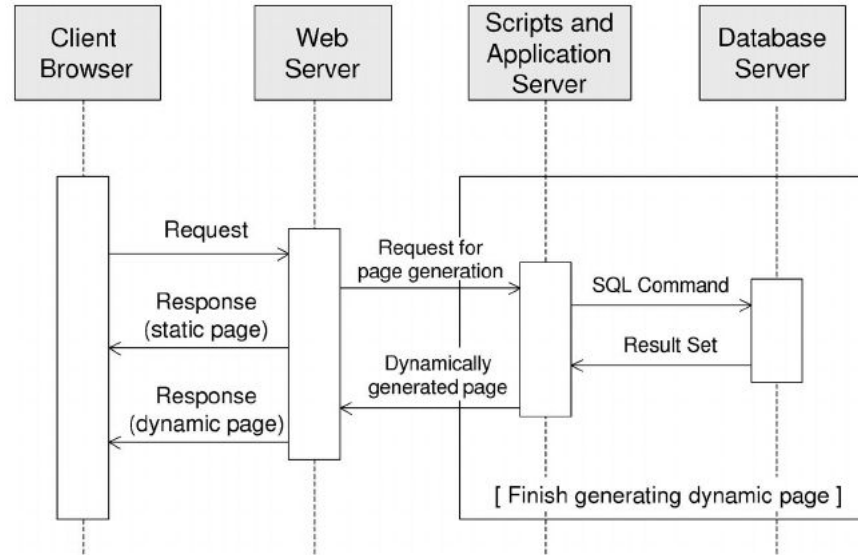 Client
Browser
Web
Server
Scripts and
Application
Server
Database
Server
Request
Request for
page generation
SQL Command
Response
(static page)
Result Set
Dynamically
generated page
Response
(dynamic page)
[ Finish generating dynamic page ]